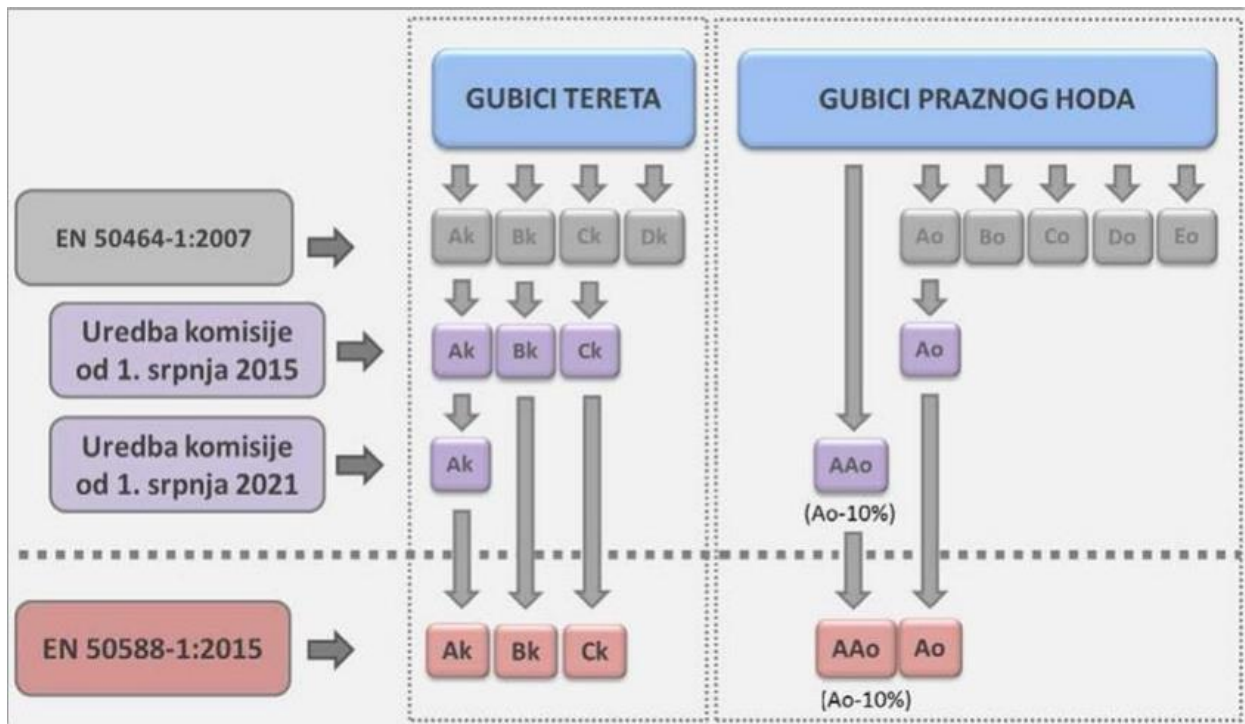 GUBICI TERETA
GUBICI PRAZNOG HODA
EN 50464-1:2007
Ak Bk Ck Dk
Ao Bo Co Do Eo
Uredba komisije
od 1. srpnja 2015
Ak Bk Ck
Ao
Uredba komisije
od 1. srpnja 2021
Ak
AAo
(Ao-10%)
EN 50588-1:2015
Ak Bk Ck
AAo Ao
(Ao-10%)